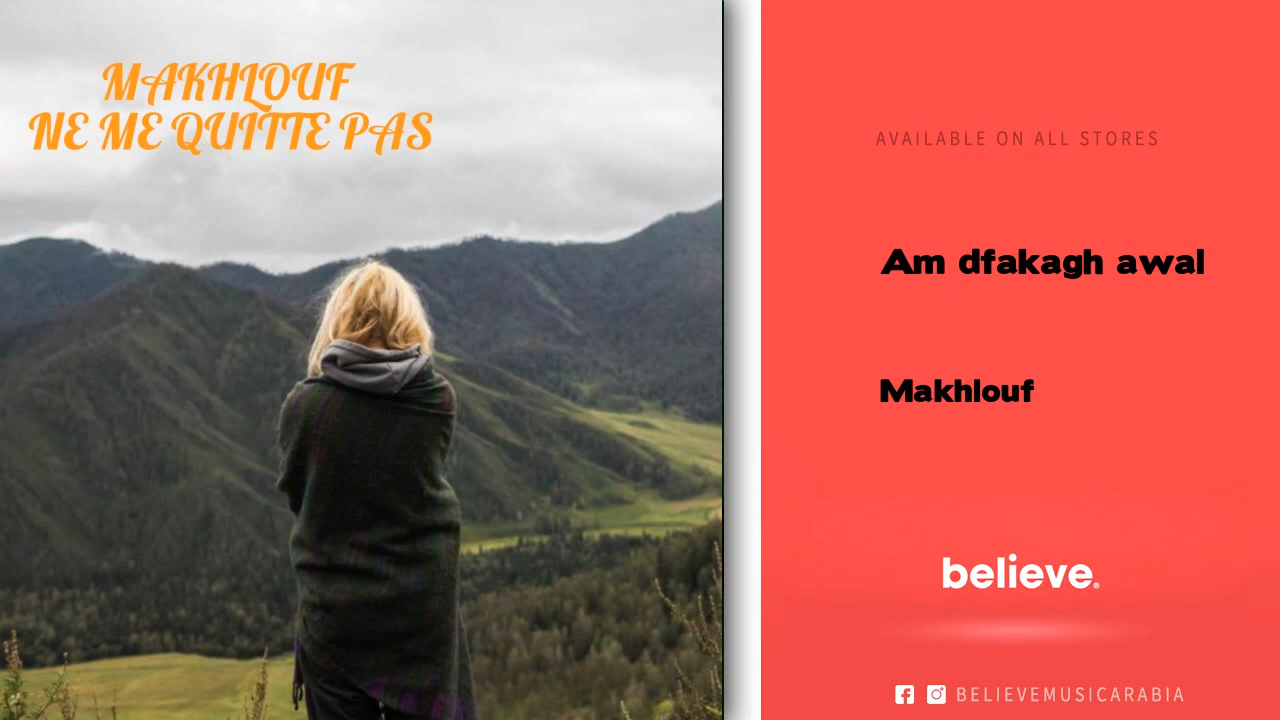 MAKHLOUF
NE ME QUITTE PAS
AVAILABLE ON ALL STORES
Am dfakagh awal
Makhlouf
believe.®
BELIEVEMUSICARABIA